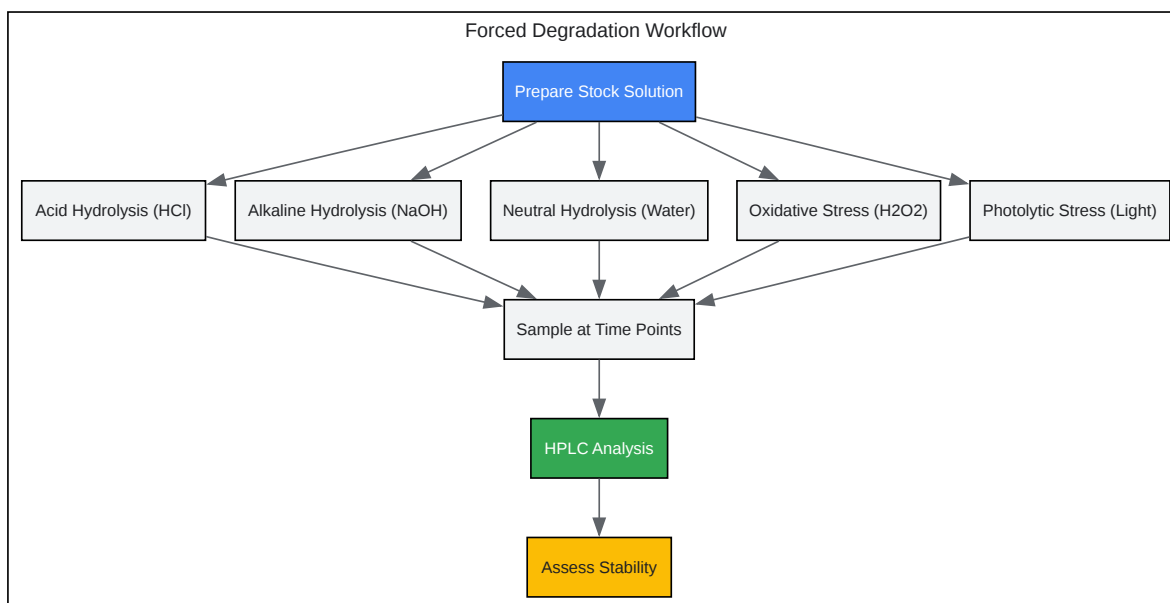 Forced Degradation Workflow
Prepare Stock Solution
Acid Hydrolysis (HCl)
Alkaline Hydrolysis (NaOH)
Neutral Hydrolysis (Water)
Oxidative Stress (H2O2)
Photolytic Stress (Light)
Sample at Time Points
HPLC Analysis
Assess Stability